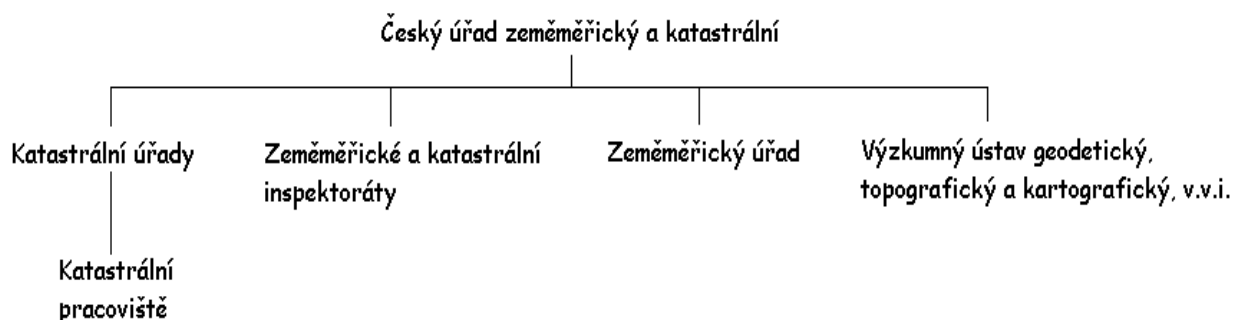 Český úřad zeměměřický a katastrální
Katastrální úřady
Zeměměřické a katastrální
inspektoráty
Zeměměřický úřad
Výzkumný ústav geodetický,
topografický a kartografický, v.v.i.
Katastrální
pracoviště